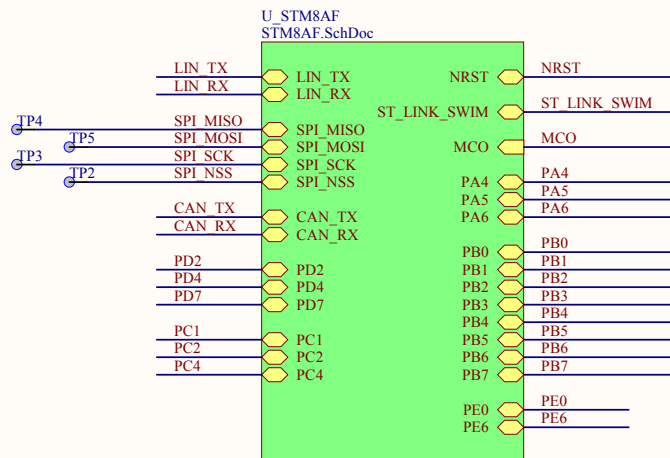 U_STM8AF
STM8AF.SchDoc
LIN_TX LIN_TX NRST NRST
LIN_RX LIN_RX
ST_LINK_SWIM ST_LINK_SWIM
TP4 SPI_MISO SPI_MISO
TP5 SPI_MOSI SPI_MOSI MCO MCO
TP3 SPI_SCK SPI_SCK
TP2 SPI_NSS SPI_NSS PA4 PA4
PA5 PA5
CAN_TX CAN_TX PA6 PA6
CAN_RX CAN_RX
PB0 PB0
PD2 PD2 PB1 PB1
PD4 PD4 PB2 PB2
PD7 PD7 PB3 PB3
PB4 PB4
PC1 PC1 PB5 PB5
PC2 PC2 PB6 PB6
PC4 PC4 PB7 PB7
PE0 PE0
PE6 PE6